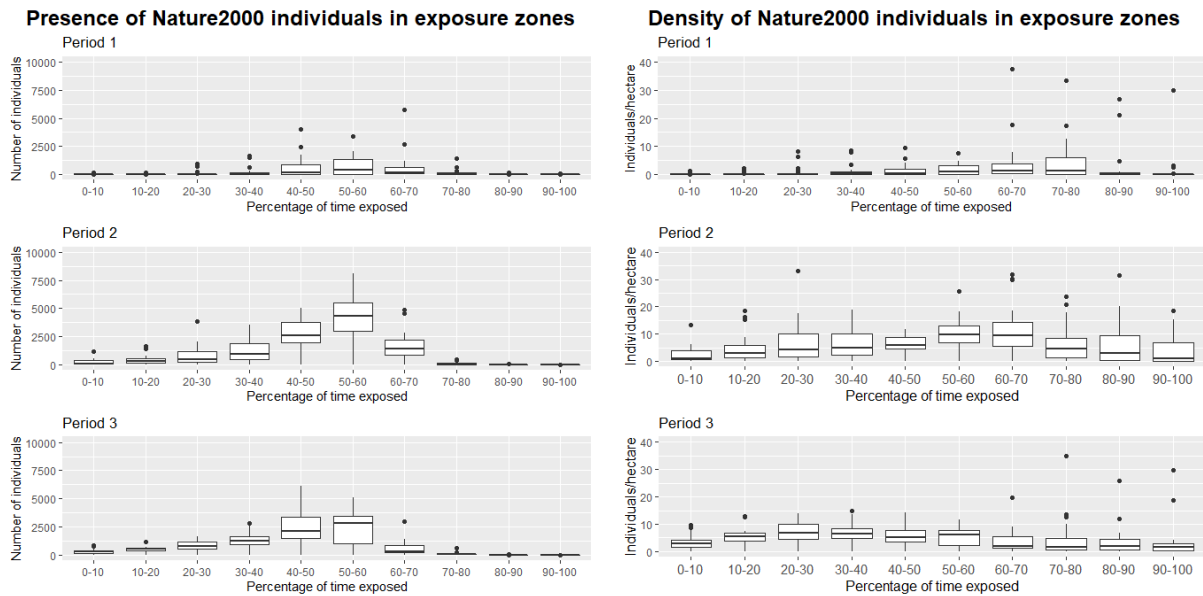 Presence of Nature2000 individuals in exposure zones
Period 1
Number of individuals
10000
7500
5000
2500
0
0-10 10-20 20-30 30-40 40-50 50-60 60-70 70-80 80-90 90-100
Percentage of time exposed
Period 2
Number of individuals
10000
7500
5000
2500
0
0-10 10-20 20-30 30-40 40-50 50-60 60-70 70-80 80-90 90-100
Percentage of time exposed
Period 3
Number of individuals
10000
7500
5000
2500
0
0-10 10-20 20-30 30-40 40-50 50-60 60-70 70-80 80-90 90-100
Percentage of time exposed
Density of Nature2000 individuals in exposure zones
Period 1
Individuals/hectare
40
30
20
10
0
0-10 10-20 20-30 30-40 40-50 50-60 60-70 70-80 80-90 90-100
Percentage of time exposed
Period 2
Individuals/hectare
40
30
20
10
0
0-10 10-20 20-30 30-40 40-50 50-60 60-70 70-80 80-90 90-100
Percentage of time exposed
Period 3
Individuals/hectare
40
30
20
10
0
0-10 10-20 20-30 30-40 40-50 50-60 60-70 70-80 80-90 90-100
Percentage of time exposed